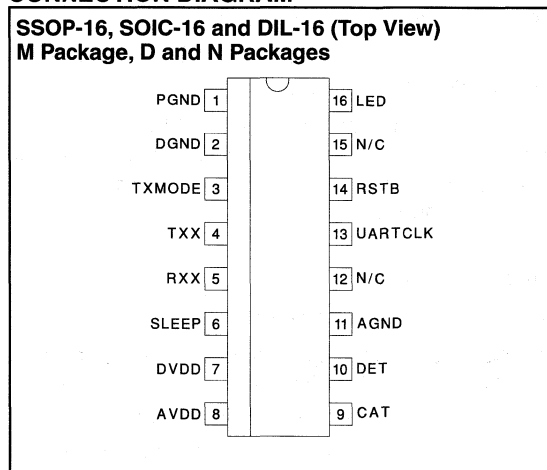 SSOP-16, SOIC-16 and DIL-16 (Top View)
M Package, D and N Packages
PGND 1 16 LED
DGND 2 15 N/C
TXMODE 3 14 RSTB
TXX 4 13 UARTCLK
RXX 5 12 N/C
SLEEP 6 11 AGND
DVDD 7 10 DET
AVDD 8 9 CAT